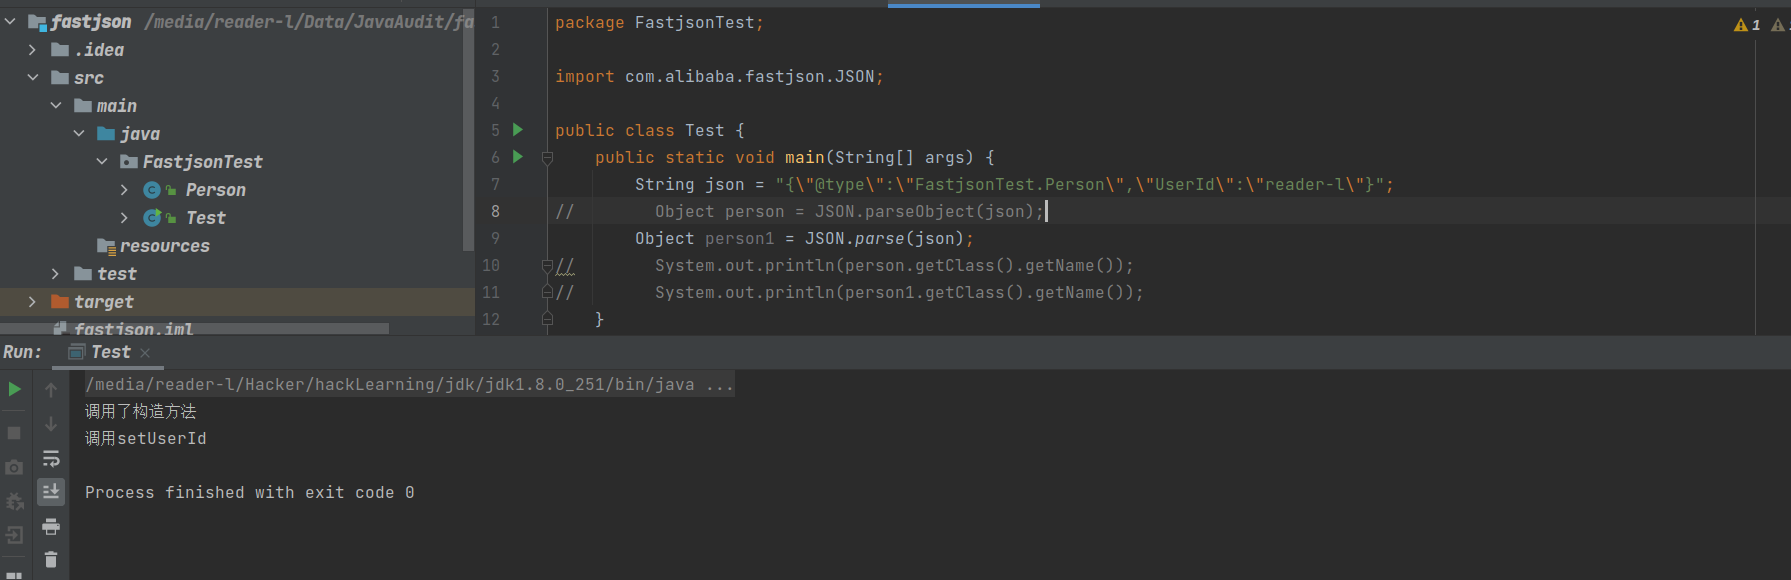 fastjson /media/reader-l/Data/JavaAudit/fa
.idea
src
main
java
FastjsonTest
Person
Test
resources
test
target
fastjson.iml
1 package FastjsonTest;
2
3 import com.alibaba.fastjson.JSON;
4
5 public class Test {
6 public static void main(String[] args) {
7 String json = "{\"@type\":\"FastjsonTest.Person\",\"UserId\":\"reader-l\"}";
8 // Object person = JSON.parseObject(json);
9 Object person1 = JSON.parse(json);
10 // System.out.println(person.getClass().getName());
11 // System.out.println(person1.getClass().getName());
12 }
1
Run: Test
/media/reader-l/Hacker/hackLearning/jdk/jdk1.8.0_251/bin/java ...
调用了构造方法
调用setUserId
Process finished with exit code 0